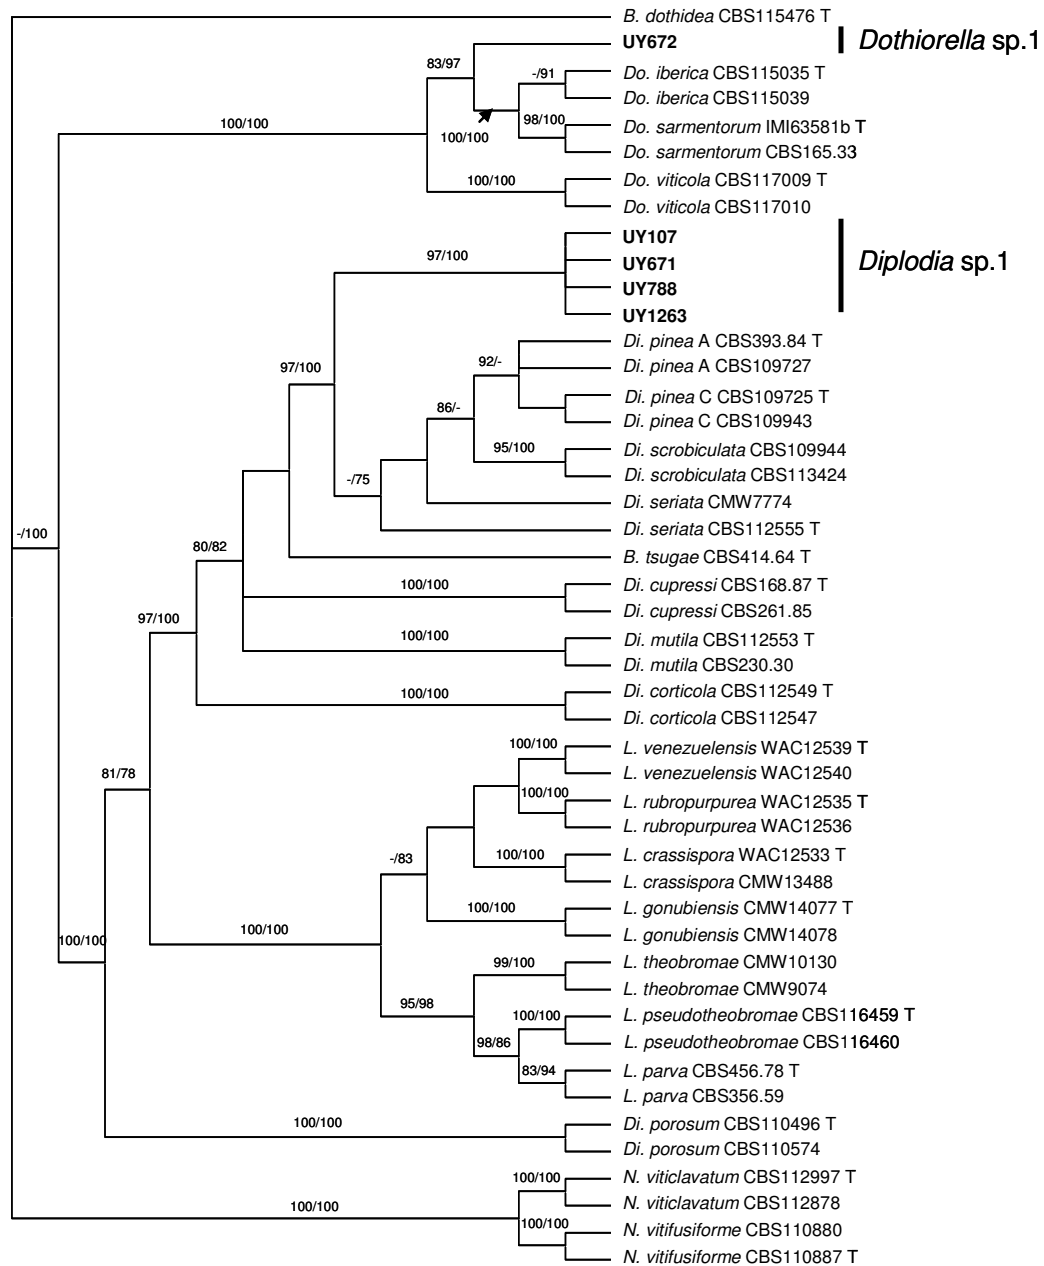 B. dothidea CBS115476 T
UY672
Dothiorella sp.1
83/97
-/91
Do. iberica CBS115035 T
Do. iberica CBS115039
100/100
100/100
98/100
Do. sarmentorum IMI63581b T
Do. sarmentorum CBS165.33
100/100
Do. viticola CBS117009 T
Do. viticola CBS117010
UY107
97/100
UY671
Diplodia sp.1
UY788
UY1263
Di. pinea A CBS393.84 T
97/100
92/-
Di. pinea A CBS109727
Di. pinea C CBS109725 T
86/-
Di. pinea C CBS109943
95/100
Di. scrobiculata CBS109944
-/75
Di. scrobiculata CBS113424
Di. seriata CMW7774
Di. seriata CBS112555 T
-/100
80/82
B. tsugae CBS414.64 T
100/100
Di. cupressi CBS168.87 T
Di. cupressi CBS261.85
97/100
100/100
Di. mutila CBS112553 T
Di. mutila CBS230.30
100/100
Di. corticola CBS112549 T
Di. corticola CBS112547
100/100
L. venezuelensis WAC12539 T
81/78
L. venezuelensis WAC12540
100/100
L. rubropurpurea WAC12535 T
L. rubropurpurea WAC12536
-/83
100/100
L. crassispora WAC12533 T
L. crassispora CMW13488
100/100
L. gonubiensis CMW14077 T
100/100
100/100
L. gonubiensis CMW14078
99/100
L. theobromae CMW10130
L. theobromae CMW9074
95/98
100/100
L. pseudotheobromae CBS116459 T
98/86
L. pseudotheobromae CBS116460
83/94
L. parva CBS456.78 T
L. parva CBS356.59
100/100
Di. porosum CBS110496 T
Di. porosum CBS110574
100/100
N. viticlavatum CBS112997 T
100/100
N. viticlavatum CBS112878
100/100
N. vitifusiforme CBS110880
N. vitifusiforme CBS110887 T